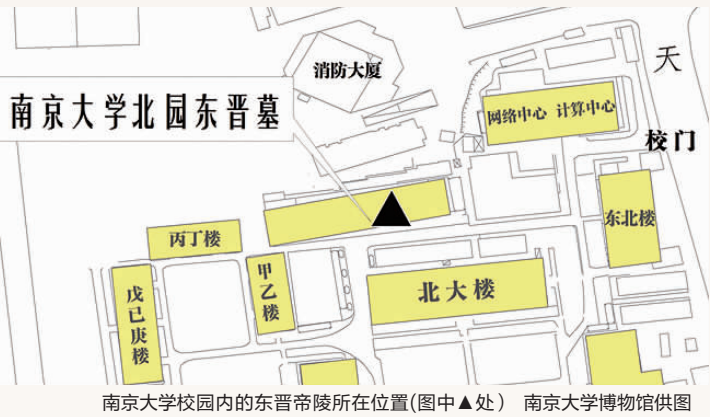 消防大厦
天
南京大学北园东晋墓
网络中心 计算中心
校门
东北楼
丙丁楼
甲乙楼
北大楼
戊己庚楼
南京大学校园内的东晋帝陵所在位置(图中▲处） 南京大学博物馆供图